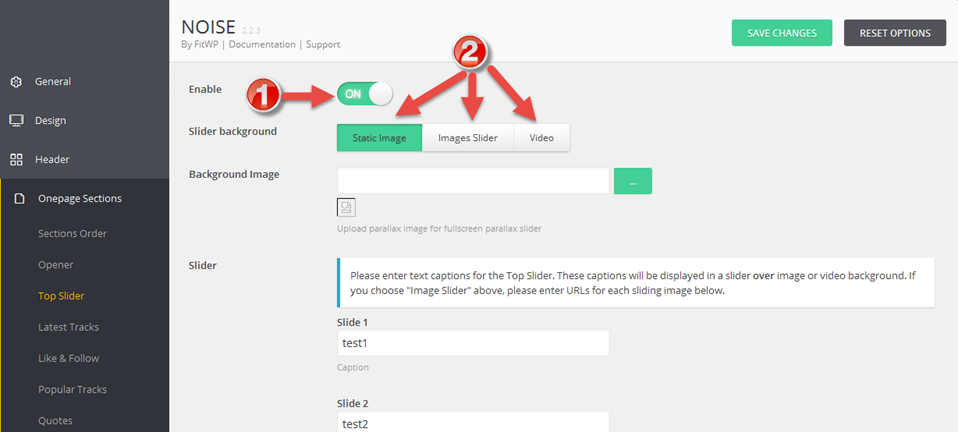 NOISE 2.2.3
By FitWP | Documentation | Support
SAVE CHANGES
RESET OPTIONS
General
Design
Header
Onepage Sections
Sections Order
Opener
Top Slider
Latest Tracks
Like & Follow
Popular Tracks
Quotes
Enable
1
ON
2
Slider background
Static Image
Images Slider
Video
Background Image
...
Upload parallax image for fullscreen parallax slider
Slider
Please enter text captions for the Top Slider. These captions will be displayed in a slider over image or video background. If
you choose "Image Slider" above, please enter URLs for each sliding image below.
Slide 1
test1
Caption
Slide 2
test2